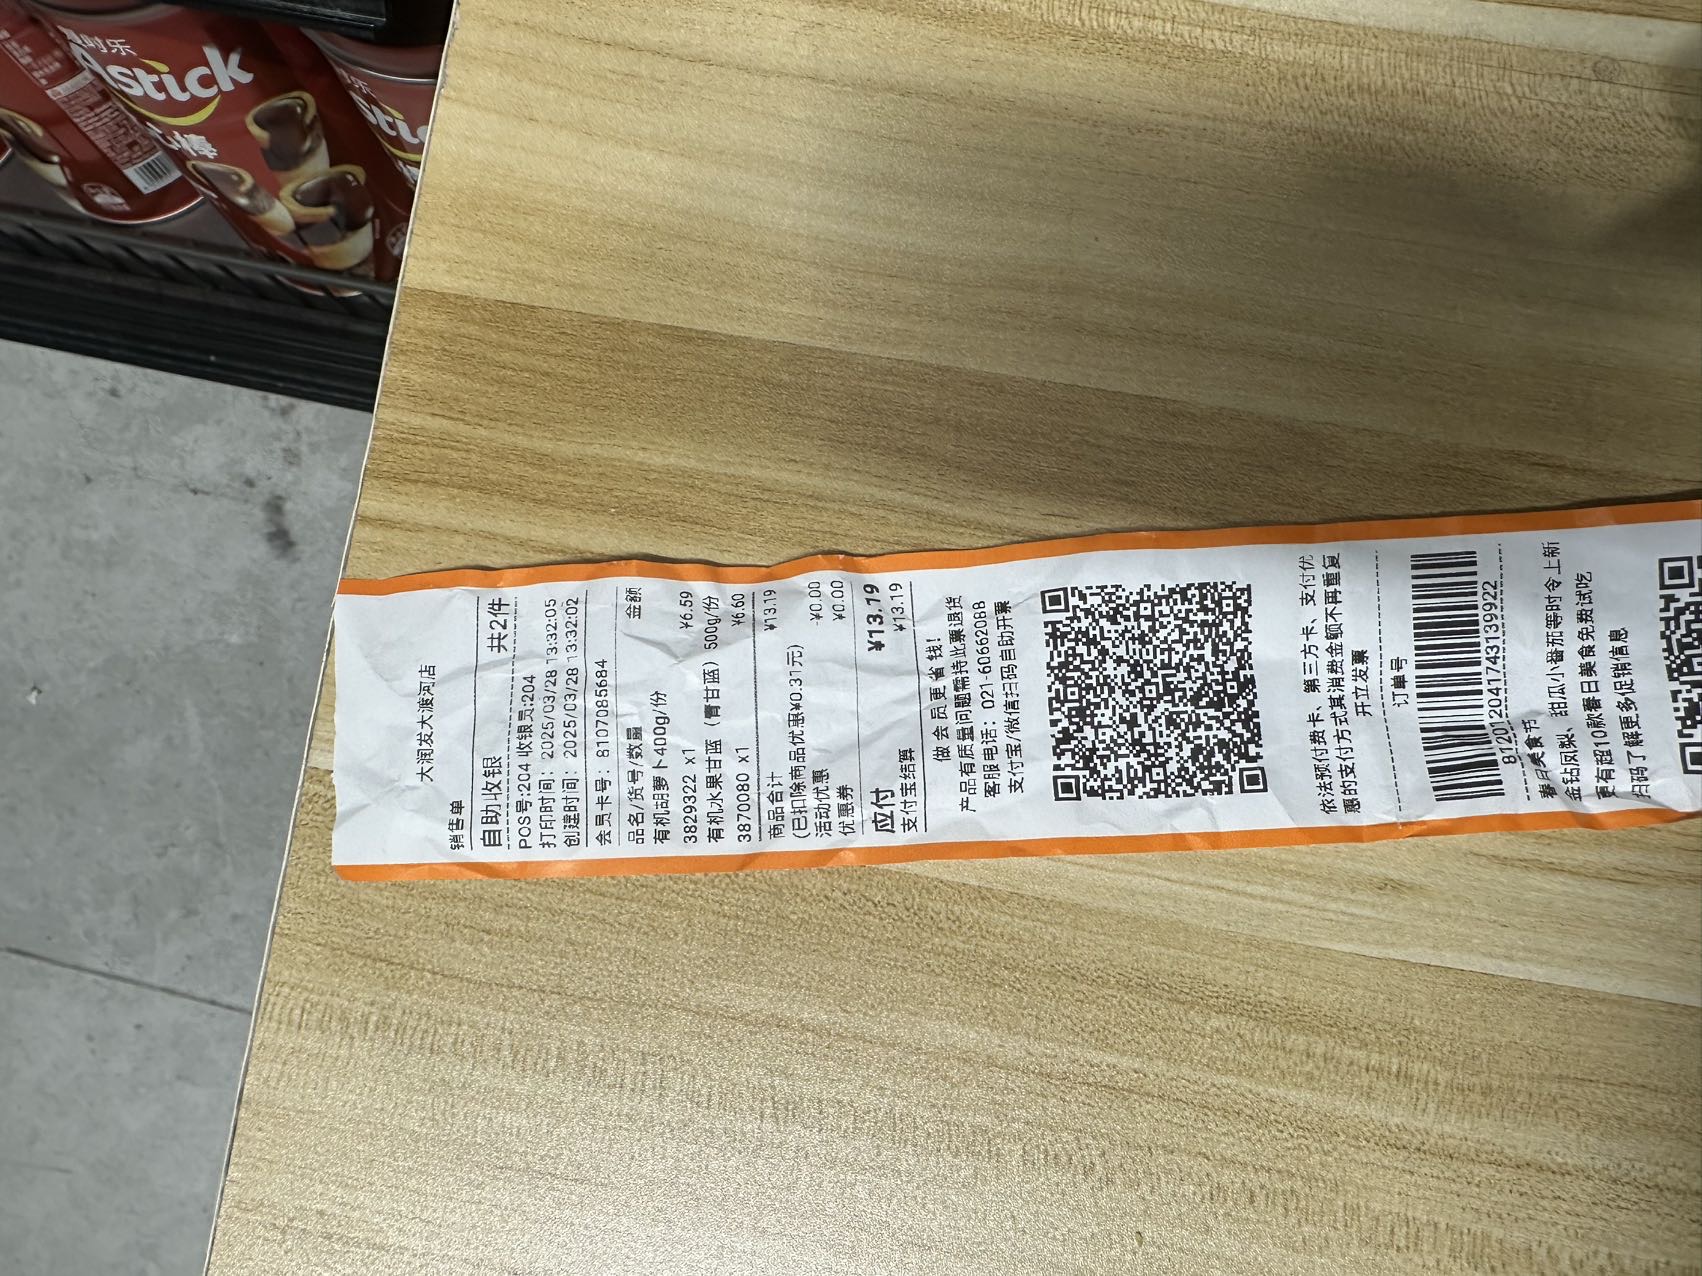 时乐
Astick
心棒
大润发大渡河店
销售单
自助收银 共2件
POS号:204 收银员:204
打印时间：2025/03/28 13:32:05
创建时间：2025/03/28 13:32:02
会员卡号：8107085684
品名/货号/数量 金额
有机胡萝卜400g/份
3829322 x1 ¥6.59
有机水果甘蓝（青甘蓝）500g/份
3870080 x1 ¥6.60
商品合计 ¥13.19
(已扣除商品优惠¥0.31元)
活动优惠 -¥0.00
优惠券 ¥0.00
应付 ¥13.19
支付宝结算 ¥13.19
做会员更省钱!
产品有质量问题需持此票退货
客服电话：021-60662088
支付宝/微信扫码自助开票
依法预付费卡、第三方卡、支付优
惠的支付方式其消费金额不再重复
开立发票
订单号
812012041743139922
春日美食节
金钻凤梨、甜瓜小番茄等时令上新
更有超10款春日美食免费试吃
扫码了解更多促销信息